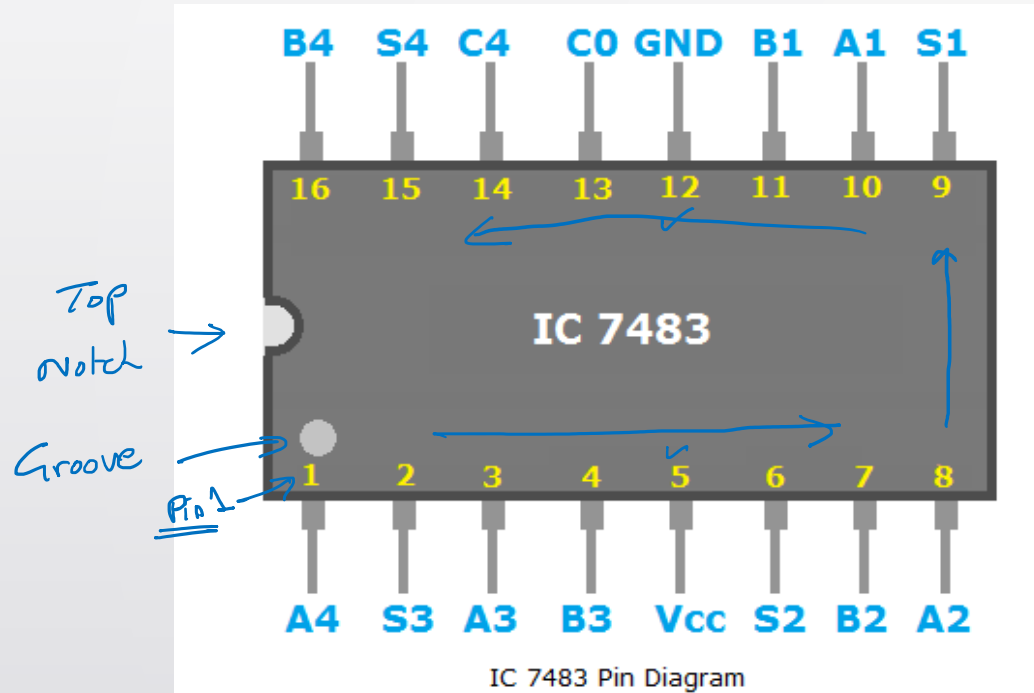 B4 S4 C4 C0 GND B1 A1 S1
16 15 14 13 12 11 10 9
Top
Notch
IC 7483
Groove
1 2 3 4 5 6 7 8
Pin 1
A4 S3 A3 B3 Vcc S2 B2 A2
IC 7483 Pin Diagram